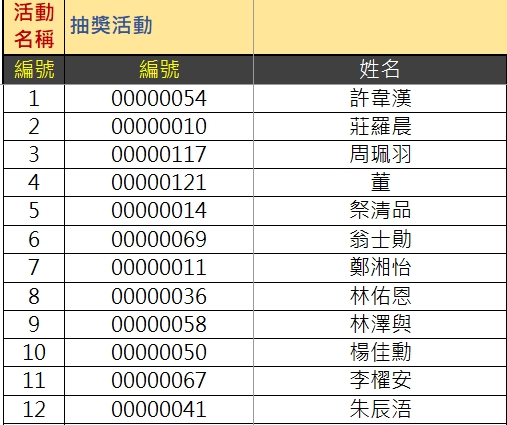 活動名稱 抽獎活動
編號 編號 姓名
1 00000054 許韋漢
2 00000010 莊羅晨
3 00000117 周珮羽
4 00000121 董
5 00000014 祭清品
6 00000069 翁士勛
7 00000011 鄭湘怡
8 00000036 林佑恩
9 00000058 林澤與
10 00000050 楊佳勳
11 00000067 李櫂安
12 00000041 朱辰浯